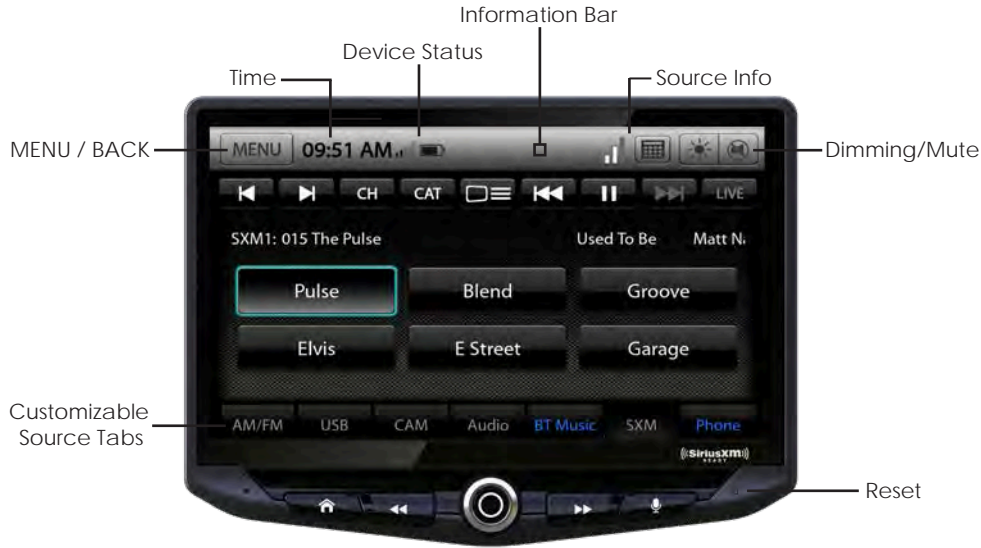 Information Bar
Device Status
Time
Source Info
MENU / BACK
MENU
09:51 AM
Dimming/Mute
CH
CAT
LIVE
SXM1: 015 The Pulse
Used To Be
Matt N
Pulse
Blend
Groove
Elvis
E Street
Garage
Customizable
Source Tabs
AM/FM
USB
CAM
Audio
BT Music
SXM
Phone
((SiriusXM))
READY
Reset